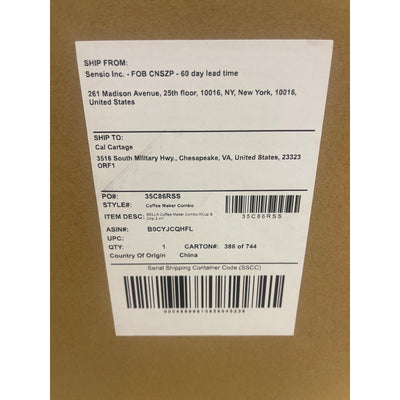 SHIP FROM:
Sensio Inc. - FOB CNSZP - 60 day lead time
261 Madison Avenue, 25th floor, 10016, NY, New York, 10016,
United States
SHIP TO:
Cal Cartage
3516 South Military Hwy., Chesapeake, VA, United States, 23323
ORF1
PO#: 35C86RSS
STYLE#: Coffee Maker Combo
ITEM DESC: BELLA Coffee Maker Combo KCup &
35C86RSS
ASIN#: B0CYJCQHFL
UPC:
QTY: 1 CARTON#: 386 of 744
Country Of Origin China
Serial Shipping Container Code (SSCC)